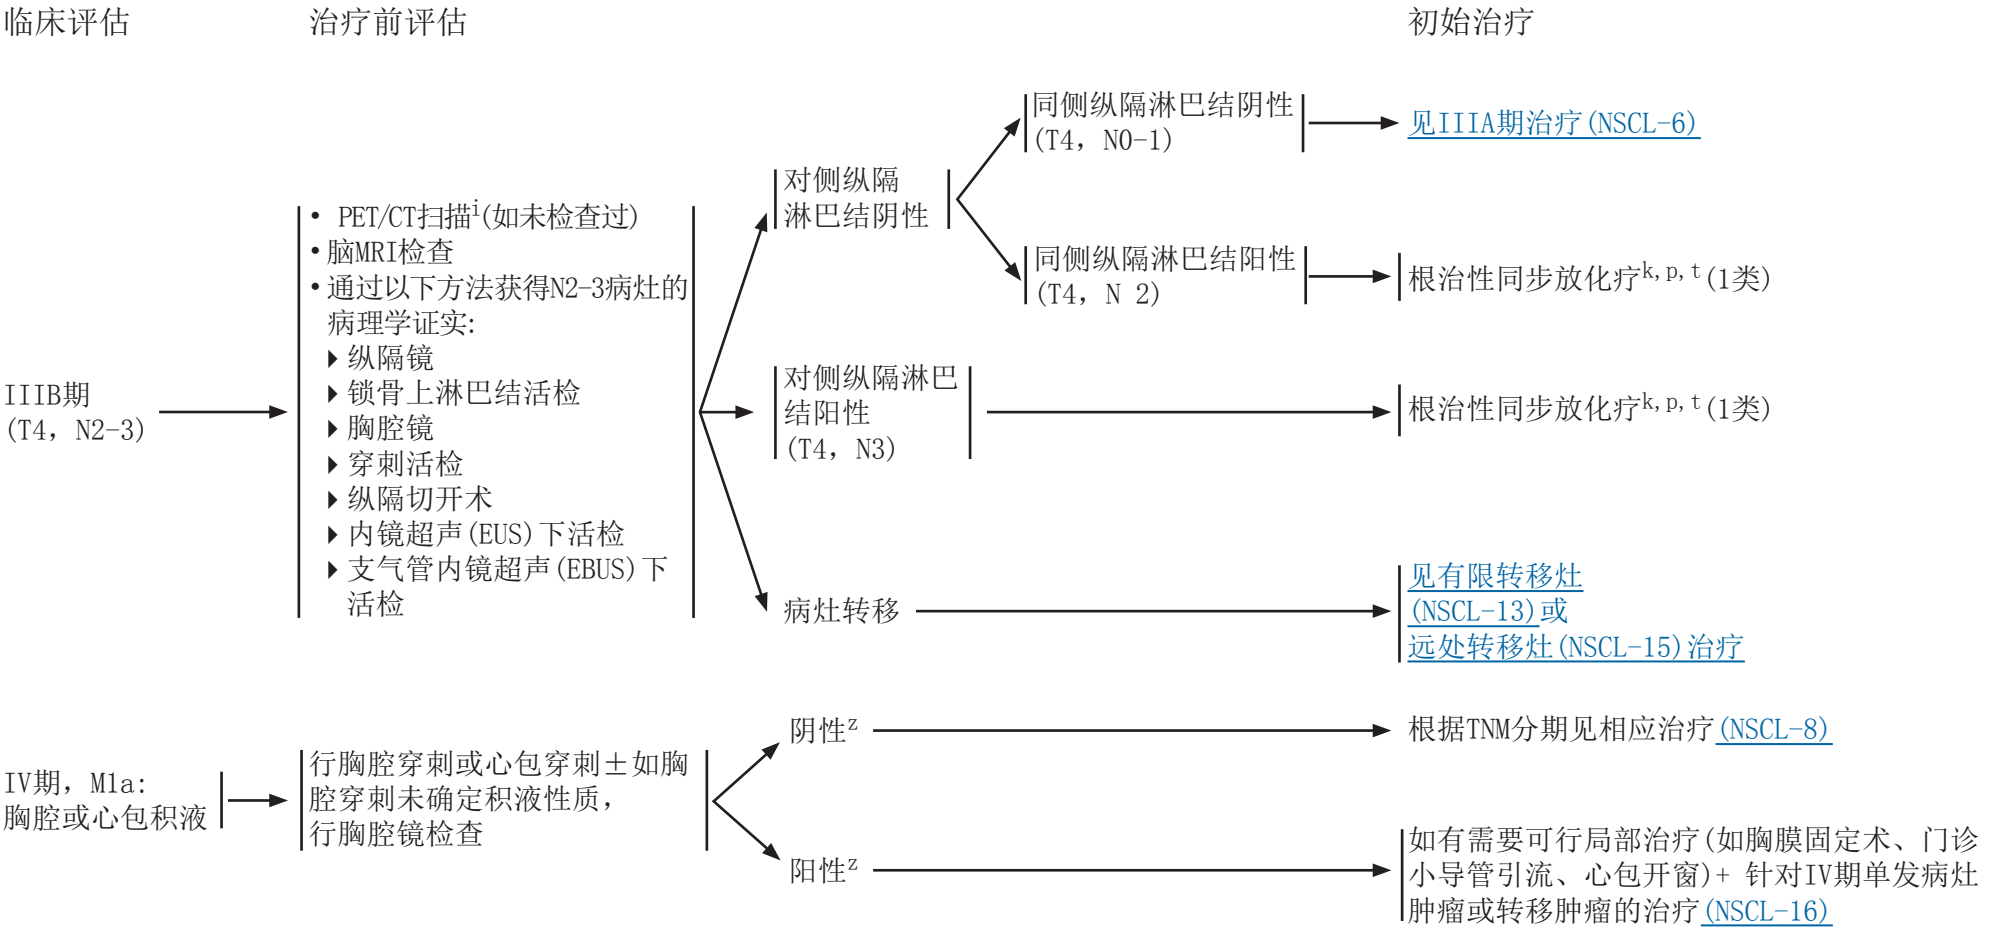 临床评估
治疗前评估
初始治疗
IIIB期
(T4, N2-3)
• PET/CT扫描i(如未检查过)
•脑MRI检查
•通过以下方法获得N2-3病灶的
病理学证实:
纵隔镜
锁骨上淋巴结活检
胸腔镜
穿刺活检
纵隔切开术
内镜超声(EUS)下活检
支气管内镜超声(EBUS)下
活检
对侧纵隔
淋巴结阴性
同侧纵隔淋巴结阴性
(T4, N0-1)
见IIIA期治疗(NSCL-6)
同侧纵隔淋巴结阳性
(T4, N 2)
根治性同步放化疗k,p,t(1类)
对侧纵隔淋巴
结阳性
(T4, N3)
根治性同步放化疗k,p,t(1类)
病灶转移
见有限转移灶
(NSCL-13)或
远处转移灶(NSCL-15)治疗
IV期, M1a:
胸腔或心包积液
行胸腔穿刺或心包穿刺±如胸
腔穿刺未确定积液性质,
行胸腔镜检查
阴性z
根据TNM分期见相应治疗(NSCL-8)
阳性z
如有需要可行局部治疗(如胸膜固定术、门诊
小导管引流、心包开窗)+ 针对IV期单发病灶
肿瘤或转移肿瘤的治疗(NSCL-16)